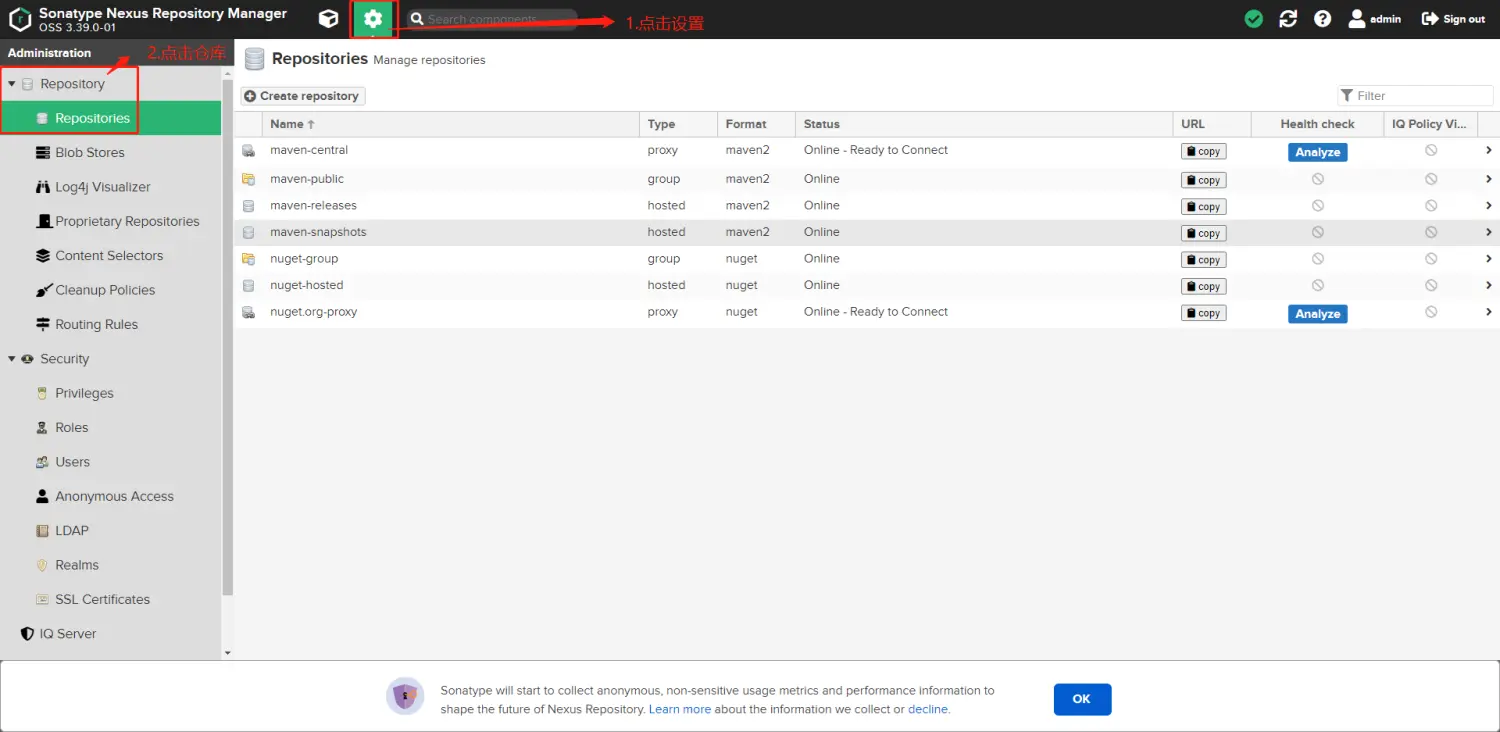 Sonatype Nexus Repository Manager
OSS 3.39.0-01
Search components
1.点击设置
admin
Sign out
Administration
2.点击仓库
Repositories Manage repositories
Repository
Repositories
Blob Stores
Log4j Visualizer
Proprietary Repositories
Content Selectors
Cleanup Policies
Routing Rules
Security
Privileges
Roles
Users
Anonymous Access
LDAP
Realms
SSL Certificates
IQ Server
Create repository
Filter
Name Type Format Status URL Health check IQ Policy Vi...
maven-central proxy maven2 Online - Ready to Connect copy Analyze
maven-public group maven2 Online copy
maven-releases hosted maven2 Online copy
maven-snapshots hosted maven2 Online copy
nuget-group group nuget Online copy
nuget-hosted hosted nuget Online copy
nuget.org-proxy proxy nuget Online - Ready to Connect copy Analyze
Sonatype will start to collect anonymous, non-sensitive usage metrics and performance information to
shape the future of Nexus Repository. Learn more about the information we collect or decline.
OK